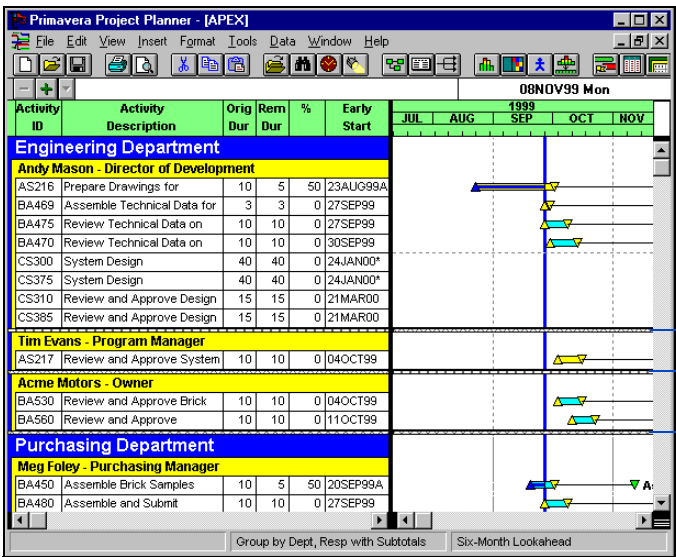 Primavera Project Planner - [APEX]
File Edit View Insert Format Tools Data Window Help
08NOV99 Mon
Activity ID Activity Description Orig Dur Rem Dur % Early Start
1999
JUL AUG SEP OCT NOV
Engineering Department
Andy Mason - Director of Development
AS216 Prepare Drawings for 10 5 50 23AUG99A
BA469 Assemble Technical Data for 3 3 0 27SEP99
BA475 Review Technical Data on 10 10 0 27SEP99
BA470 Review Technical Data on 10 10 0 30SEP99
CS300 System Design 40 40 0 24JAN00*
CS375 System Design 40 40 0 24JAN00*
CS310 Review and Approve Design 15 15 0 21MAR00
CS385 Review and Approve Design 15 15 0 21MAR00
Tim Evans - Program Manager
AS217 Review and Approve System 10 10 0 04OCT99
Acme Motors - Owner
BA530 Review and Approve Brick 10 10 0 04OCT99
BA560 Review and Approve 10 10 0 11OCT99
Purchasing Department
Meg Foley - Purchasing Manager
BA450 Assemble Brick Samples 10 5 50 20SEP99A
BA480 Assemble and Submit 10 10 0 27SEP99
Group by Dept, Resp with Subtotals Six-Month Lookahead